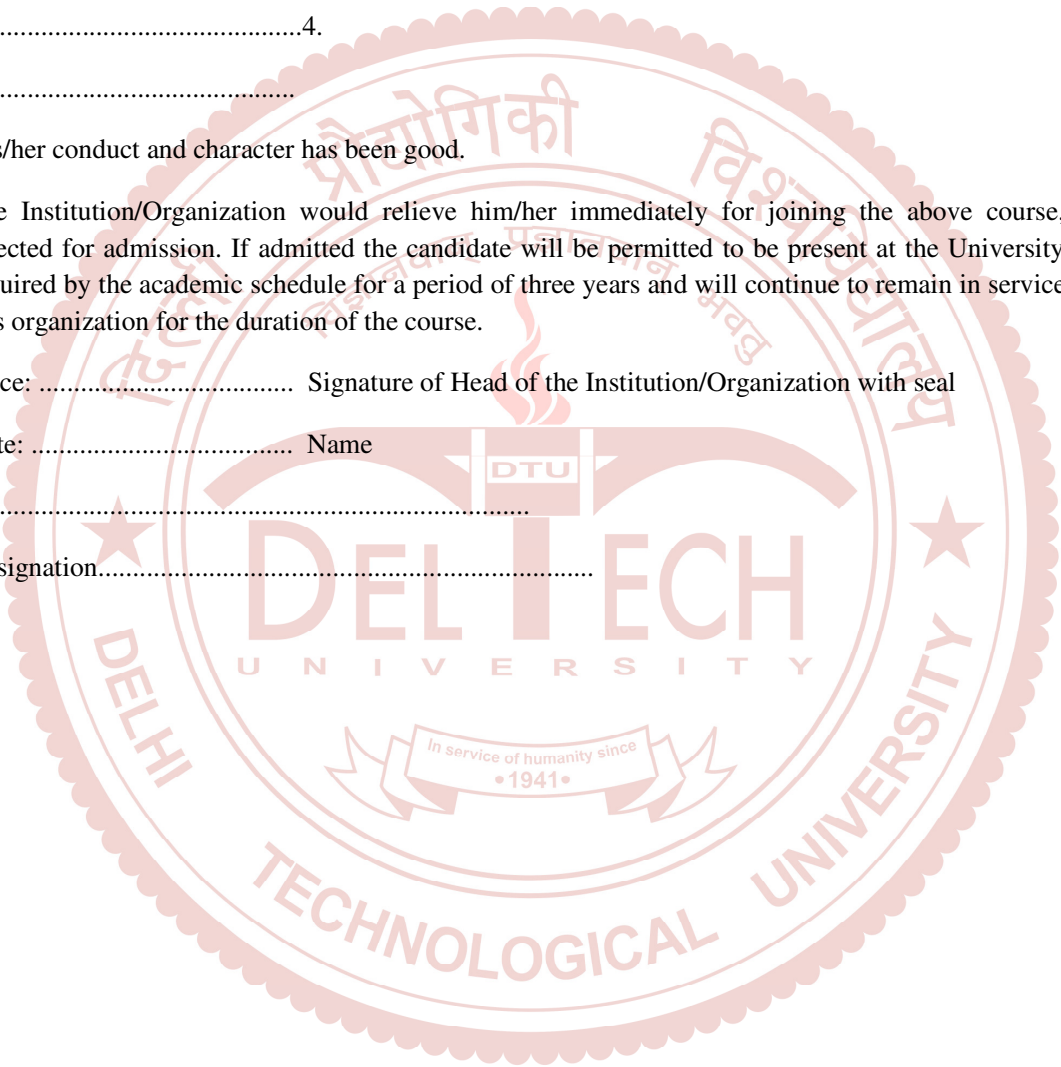 ..........................................4.
..........................................
s/her conduct and character has been good.
e Institution/Organization would relieve him/her immediately for joining the above course,
ected for admission. If admitted the candidate will be permitted to be present at the University
quired by the academic schedule for a period of three years and will continue to remain in service
s organization for the duration of the course.
ce: ..................................... Signature of Head of the Institution/Organization with seal
te: ...................................... Name
..............................................................................
signation........................................................................
दिल्ली प्रौद्योगिकी विश्वविद्यालय
DTU
DELTECH
UNIVERSITY
In service of humanity since
•1941•
DELHI TECHNOLOGICAL UNIVERSITY